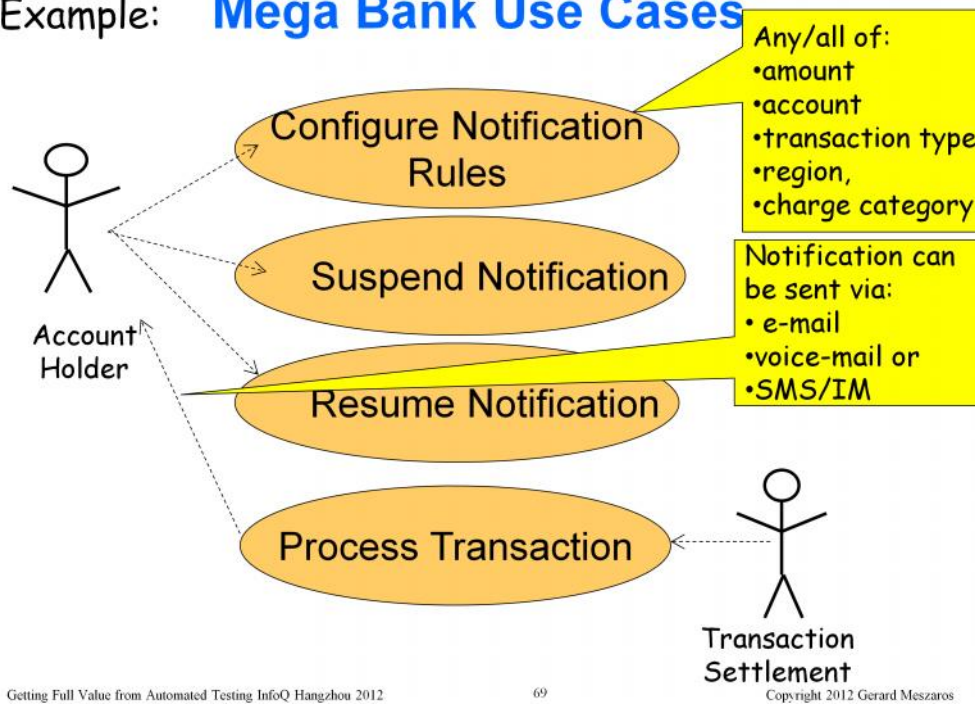 Example: Mega Bank Use Cases
Any/all of:
•amount
•account
•transaction type
•region,
•charge category
Configure Notification
Rules
Suspend Notification
Notification can
be sent via:
• e-mail
•voice-mail or
•SMS/IM
Account
Holder
Resume Notification
Process Transaction
Transaction
Settlement
Getting Full Value from Automated Testing InfoQ Hangzhou 2012
69
Copyright 2012 Gerard Meszaros